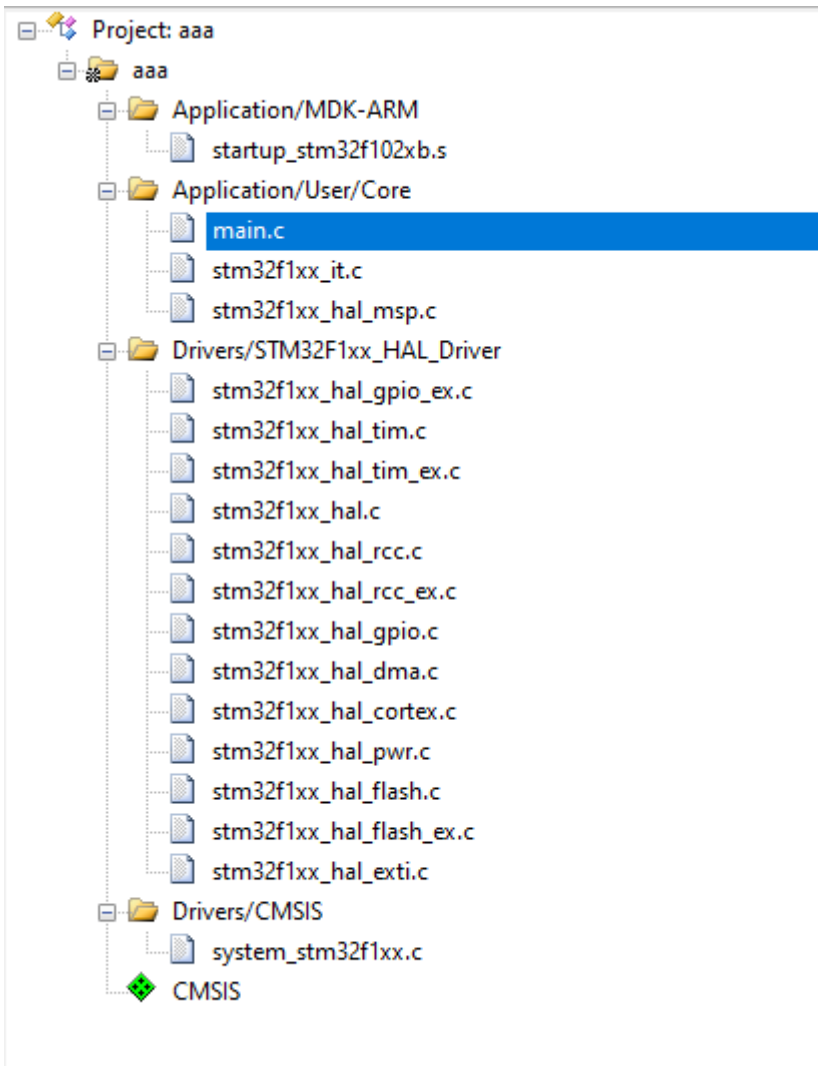 Project: aaa
aaa
Application/MDK-ARM
startup_stm32f102xb.s
Application/User/Core
main.c
stm32f1xx_it.c
stm32f1xx_hal_msp.c
Drivers/STM32F1xx_HAL_Driver
stm32f1xx_hal_gpio_ex.c
stm32f1xx_hal_tim.c
stm32f1xx_hal_tim_ex.c
stm32f1xx_hal.c
stm32f1xx_hal_rcc.c
stm32f1xx_hal_rcc_ex.c
stm32f1xx_hal_gpio.c
stm32f1xx_hal_dma.c
stm32f1xx_hal_cortex.c
stm32f1xx_hal_pwr.c
stm32f1xx_hal_flash.c
stm32f1xx_hal_flash_ex.c
stm32f1xx_hal_exti.c
Drivers/CMSIS
system_stm32f1xx.c
CMSIS